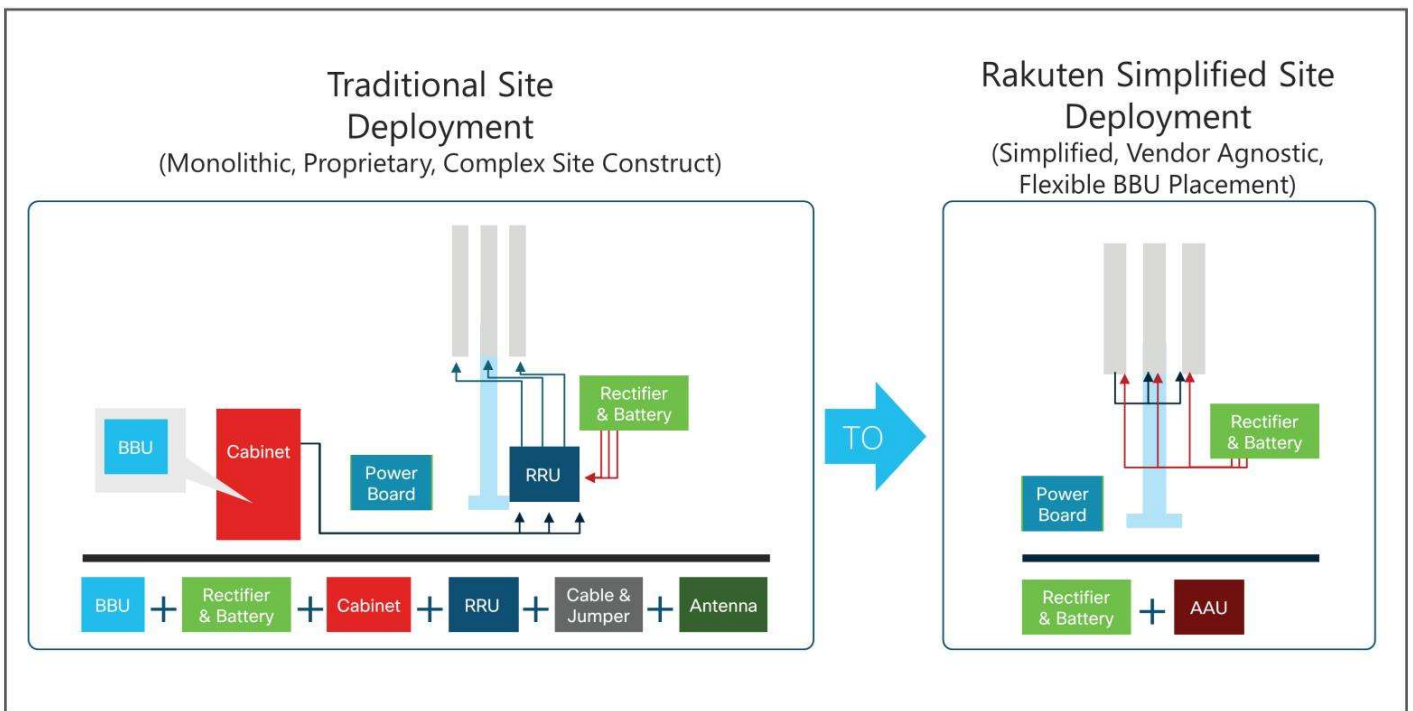 Traditional Site
Deployment
(Monolithic, Proprietary, Complex Site Construct)
BBU
Cabinet
Power
Board
RRU
Rectifier
& Battery
BBU + Rectifier & Battery + Cabinet + RRU + Cable & Jumper + Antenna
TO
Rakuten Simplified Site
Deployment
(Simplified, Vendor Agnostic,
Flexible BBU Placement)
Rectifier
& Battery
Power
Board
Rectifier & Battery + AAU